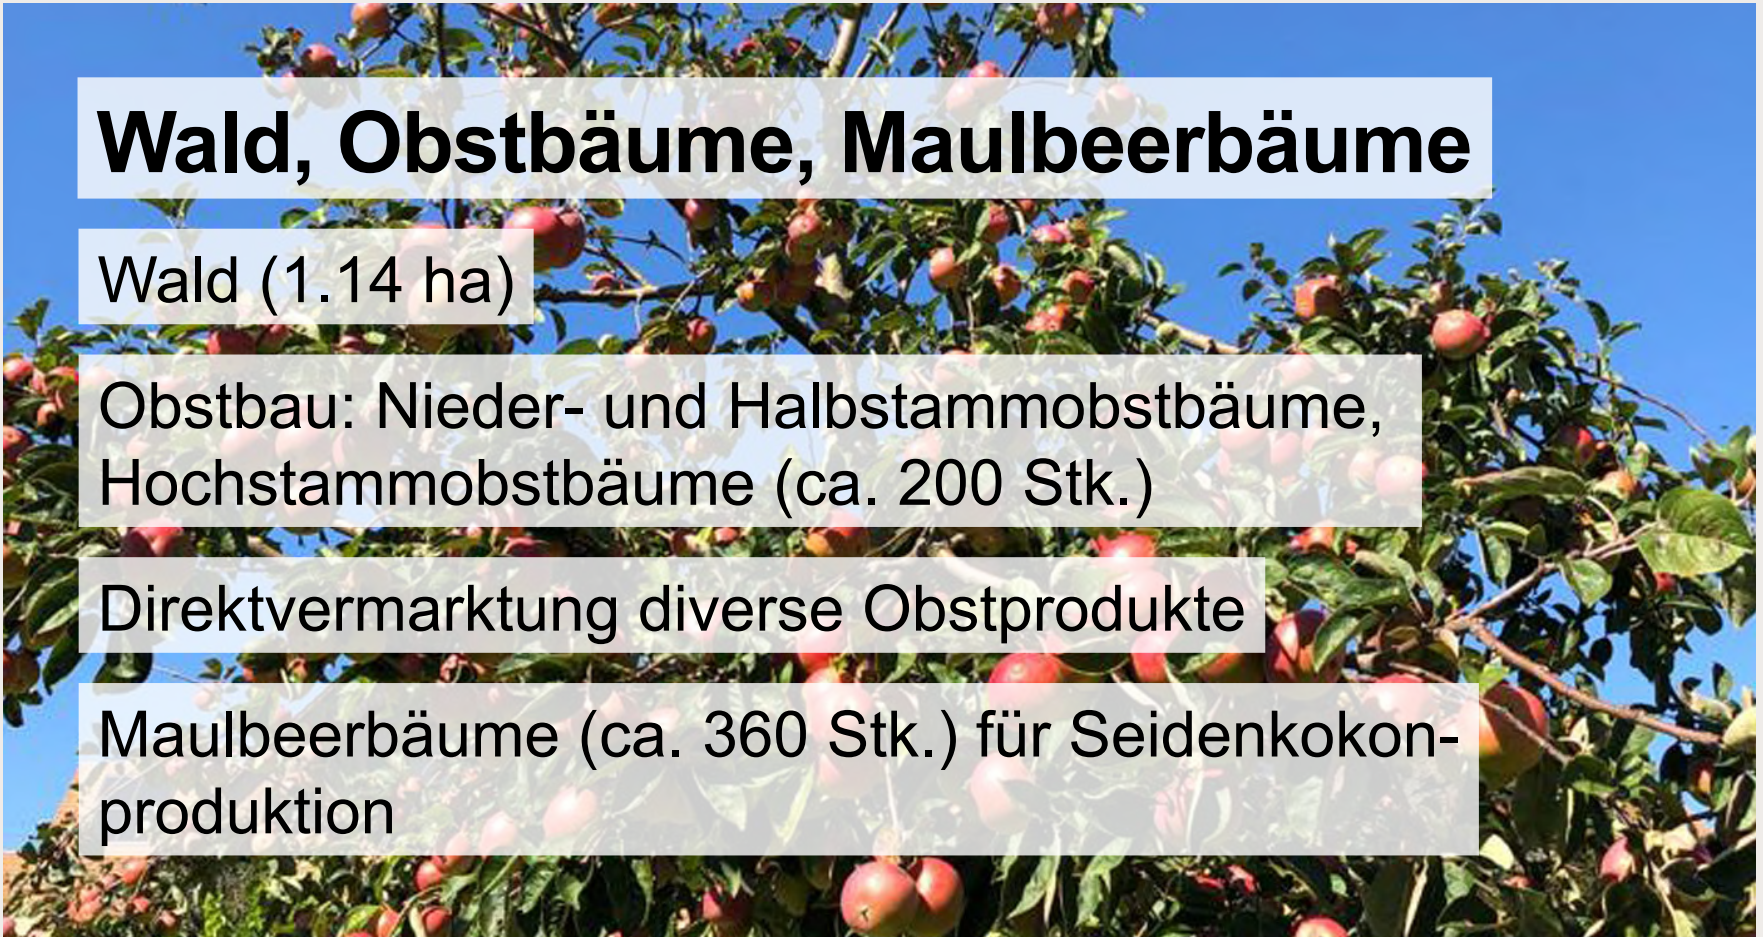 Wald, Obstbäume, Maulbeerbäume
Wald (1.14 ha)
Obstbau: Nieder- und Halbstammobstbäume,
Hochstammobstbäume (ca. 200 Stk.)
Direktvermarktung diverse Obstprodukte
Maulbeerbäume (ca. 360 Stk.) für Seidenkokon-
produktion